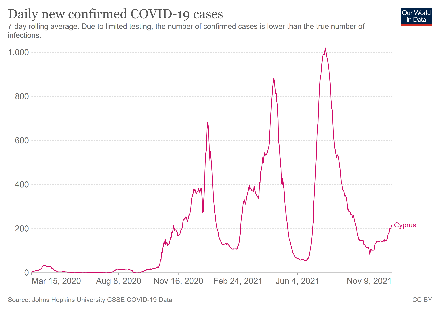 Daily new confirmed COVID-19 cases
7-day rolling average. Due to limited testing, the number of confirmed cases is lower than the true number of
infections.
Our World
in Data
1,000
800
600
400
200
0
Cyprus
Mar 15, 2020 Aug 8, 2020 Nov 16, 2020 Feb 24, 2021 Jun 4, 2021 Nov 9, 2021
Source: Johns Hopkins University CSSE COVID-19 Data
CC BY